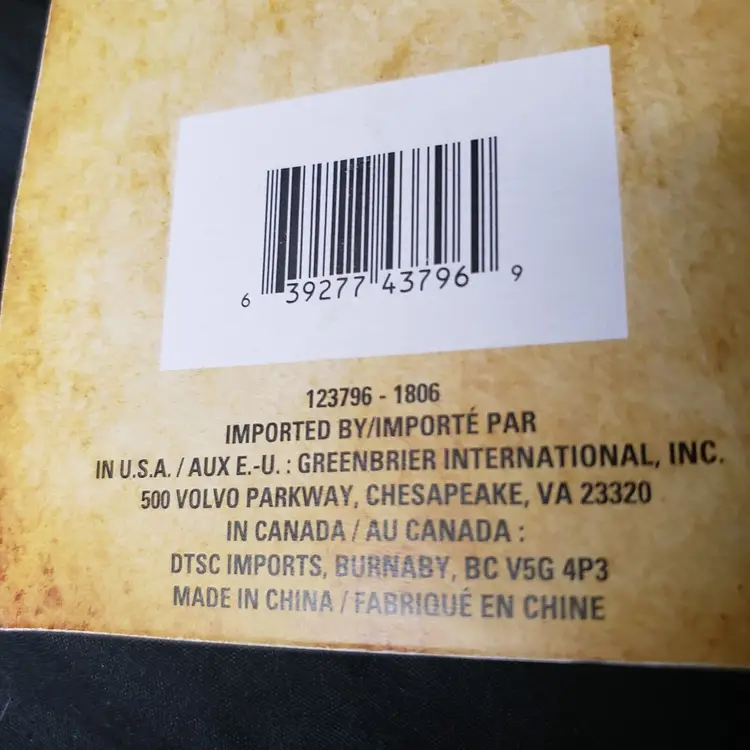 6 39277 43796 9
123796 - 1806
IMPORTED BY/IMPORTÉ PAR
IN U.S.A. / AUX E.-U. : GREENBRIER INTERNATIONAL, INC.
500 VOLVO PARKWAY, CHESAPEAKE, VA 23320
IN CANADA / AU CANADA :
DTSC IMPORTS, BURNABY, BC V5G 4P3
MADE IN CHINA / FABRIQUÉ EN CHINE